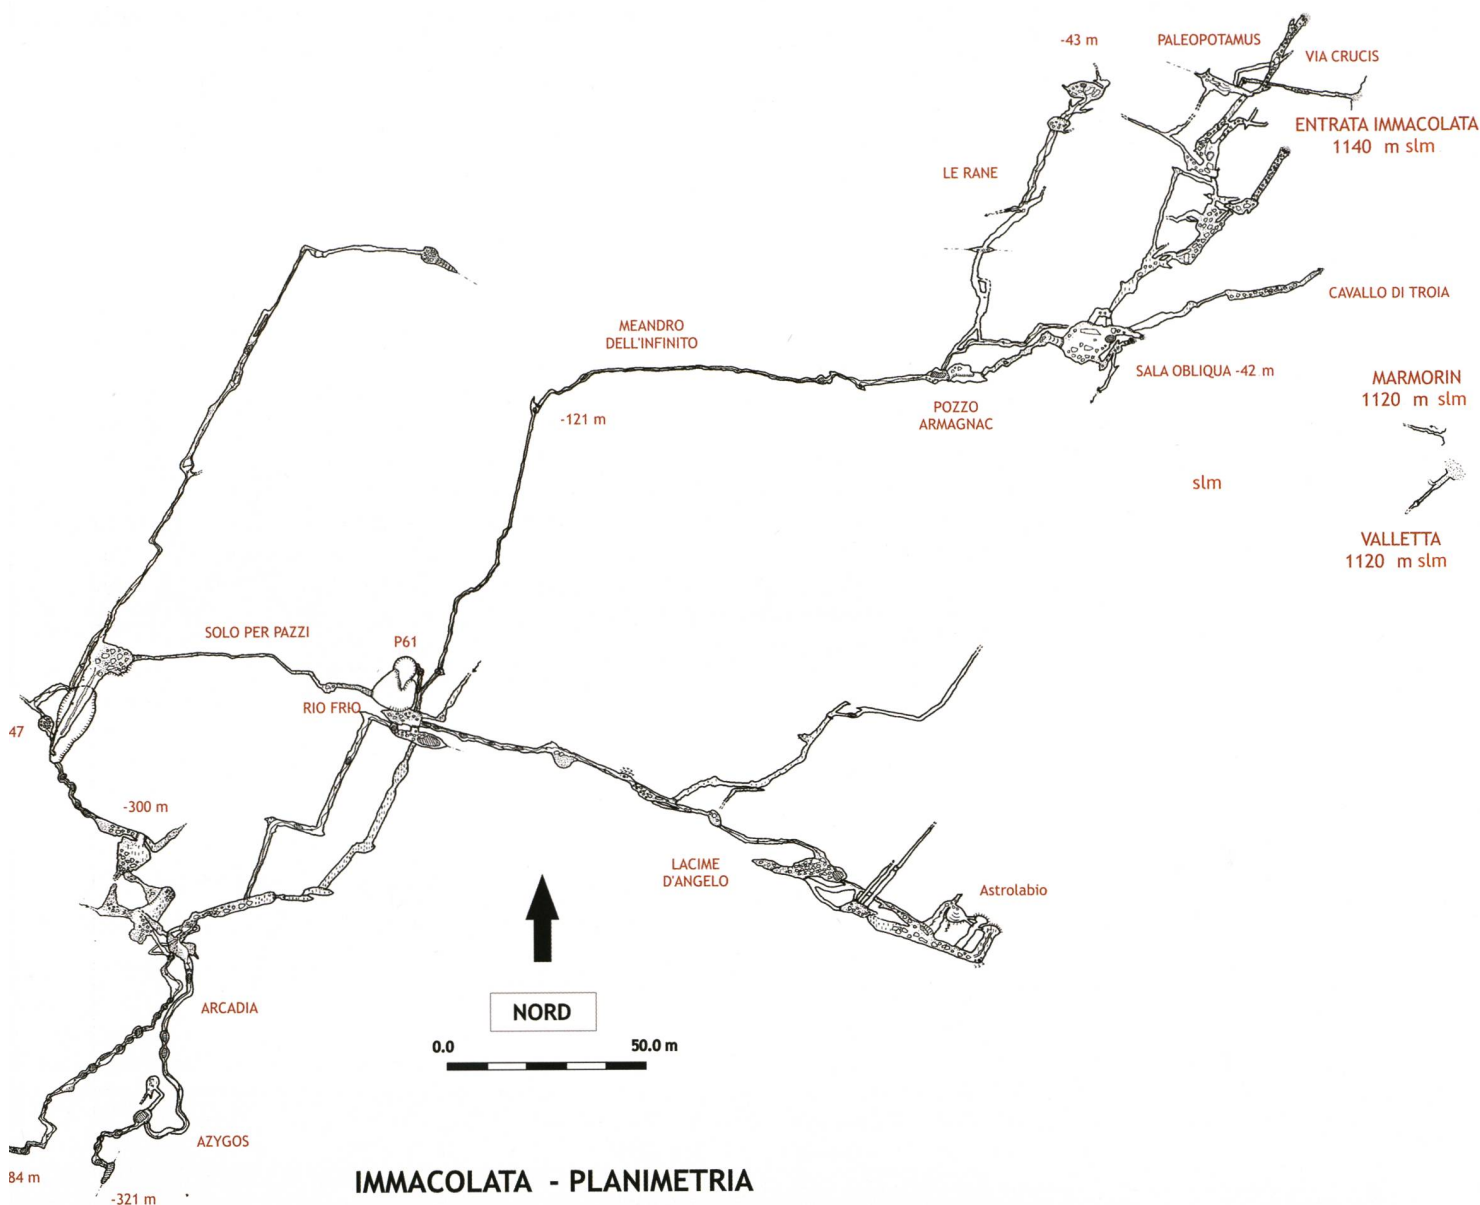 -43 m
PALEOPOTAMUS
VIA CRUCIS
ENTRATA IMMACOLATA
1140 m slm
LE RANE
CAVALLO DI TROIA
MEANDRO
DELL'INFINITO
SALA OBLIQUA -42 m
MARMORIN
1120 m slm
POZZO
ARMAGNAC
-121 m
slm
VALLETTA
1120 m slm
SOLO PER PAZZI
P61
RIO FRIO
47
-300 m
LACIME
D'ANGELO
Astrolabio
ARCADIA
NORD
0.0 50.0 m
AZYGOS
84 m
-321 m
IMMACOLATA - PLANIMETRIA